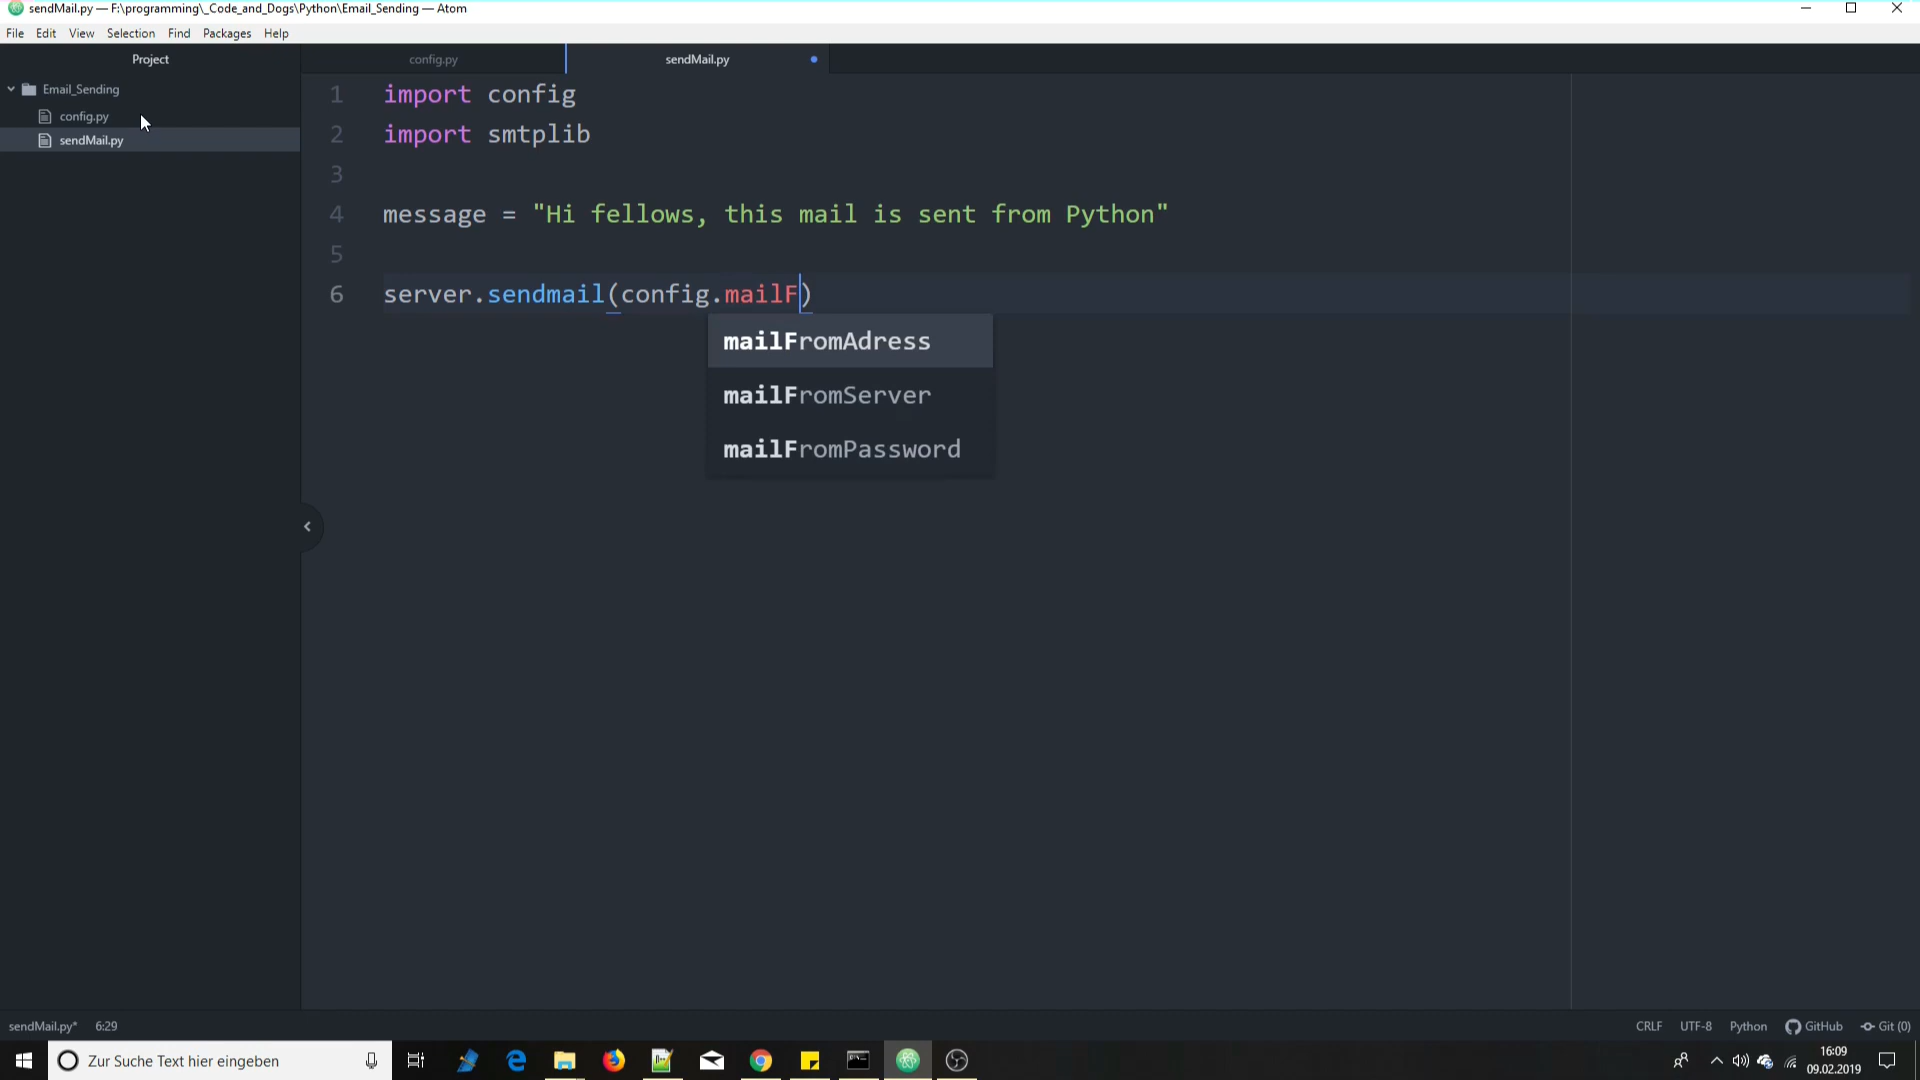 sendMail.py — F:\programming\_Code_and_Dogs\Python\Email_Sending — Atom
File Edit View Selection Find Packages Help
Project
config.py
sendMail.py
Email_Sending
config.py
sendMail.py
1 import config
2 import smtplib
3
4 message = "Hi fellows, this mail is sent from Python"
5
6 server.sendmail(config.mailF)
mailFromAdress
mailFromServer
mailFromPassword
sendMail.py* 6:29
CRLF UTF-8 Python GitHub Git (0)
Zur Suche Text hier eingeben
16:09
09.02.2019